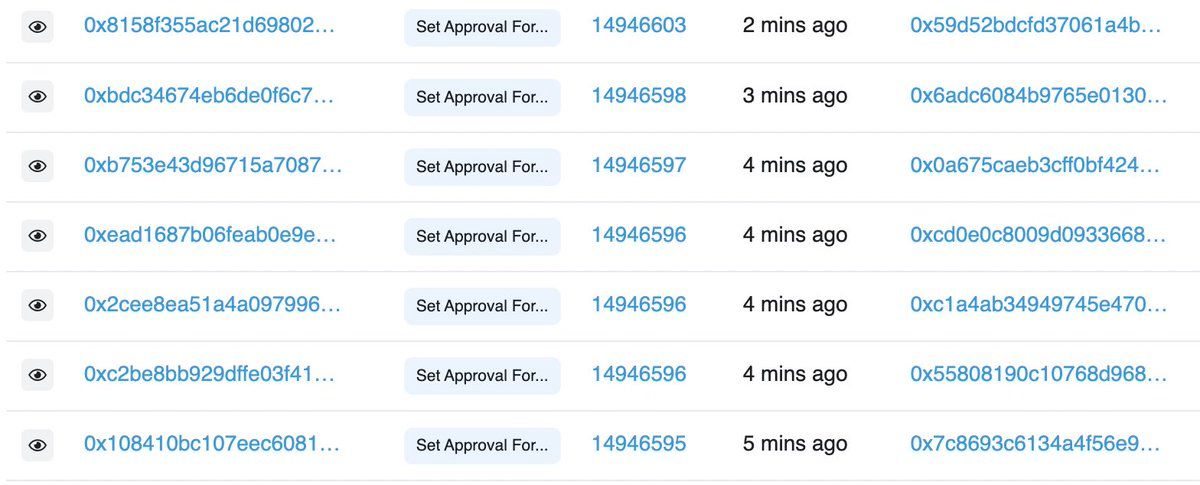 0x8158f355ac21d69802... Set Approval For... 14946603 2 mins ago 0x59d52bdcfd37061a4b...
0xbdc34674eb6de0f6c7... Set Approval For... 14946598 3 mins ago 0x6adc6084b9765e0130...
0xb753e43d96715a7087... Set Approval For... 14946597 4 mins ago 0x0a675caeb3cff0bf424...
0xead1687b06feab0e9e... Set Approval For... 14946596 4 mins ago 0xcd0e0c8009d0933668...
0x2cee8ea51a4a097996... Set Approval For... 14946596 4 mins ago 0xc1a4ab34949745e470...
0xc2be8bb929dffe03f41... Set Approval For... 14946596 4 mins ago 0x55808190c10768d968...
0x108410bc107eec6081... Set Approval For... 14946595 5 mins ago 0x7c8693c6134a4f56e9...